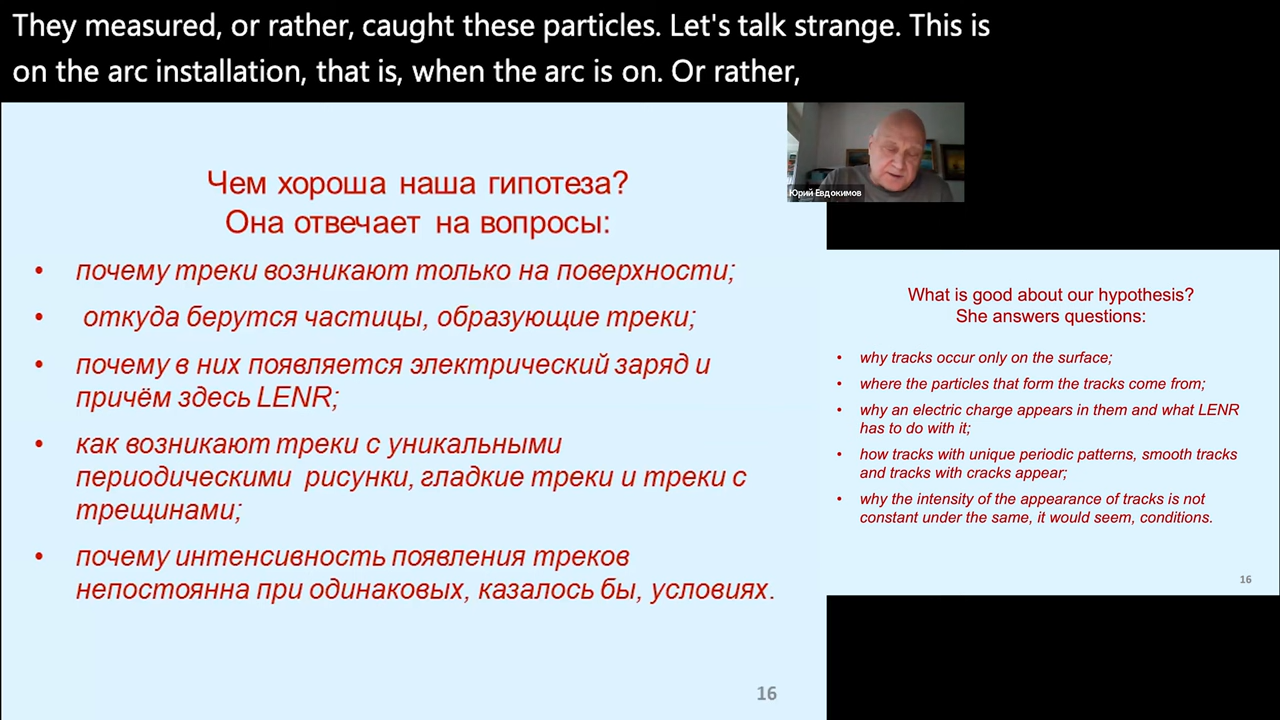 They measured, or rather, caught these particles. Let's talk strange. This is
on the arc installation, that is, when the arc is on. Or rather,
Юрий Евдокимов
Чем хороша наша гипотеза?
Она отвечает на вопросы:
• почему треки возникают только на поверхности;
• откуда берутся частицы, образующие треки;
• почему в них появляется электрический заряд и
причём здесь LENR;
• как возникают треки с уникальными
периодическими рисунки, гладкие треки и треки с
трещинами;
• почему интенсивность появления треков
непостоянна при одинаковых, казалось бы, условиях.
16
What is good about our hypothesis?
She answers questions:
• why tracks occur only on the surface;
• where the particles that form the tracks come from;
• why an electric charge appears in them and what LENR
has to do with it;
• how tracks with unique periodic patterns, smooth tracks
and tracks with cracks appear;
• why the intensity of the appearance of tracks is not
constant under the same, it would seem, conditions.
16